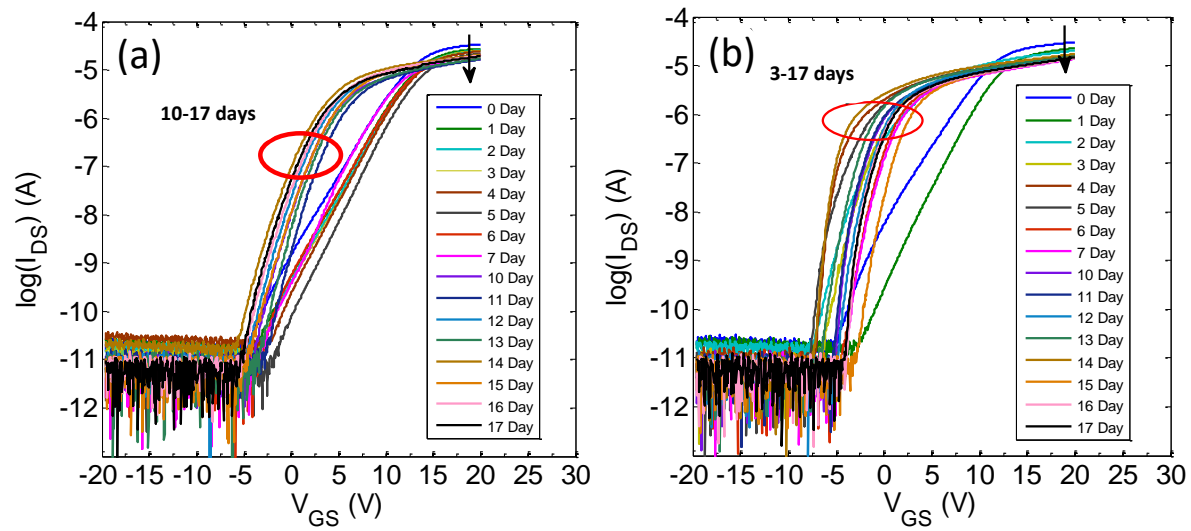 (a)
10-17 days
log(I_DS) (A)
-4
-5
-6
-7
-8
-9
-10
-11
-12
0 Day
1 Day
2 Day
3 Day
4 Day
5 Day
6 Day
7 Day
10 Day
11 Day
12 Day
13 Day
14 Day
15 Day
16 Day
17 Day
-20 -15 -10 -5 0 5 10 15 20 25 30
V_GS (V)
(b)
3-17 days
log(I_DS) (A)
-4
-5
-6
-7
-8
-9
-10
-11
-12
0 Day
1 Day
2 Day
3 Day
4 Day
5 Day
6 Day
7 Day
10 Day
11 Day
12 Day
13 Day
14 Day
15 Day
16 Day
17 Day
-20 -15 -10 -5 0 5 10 15 20 25 30
V_GS (V)